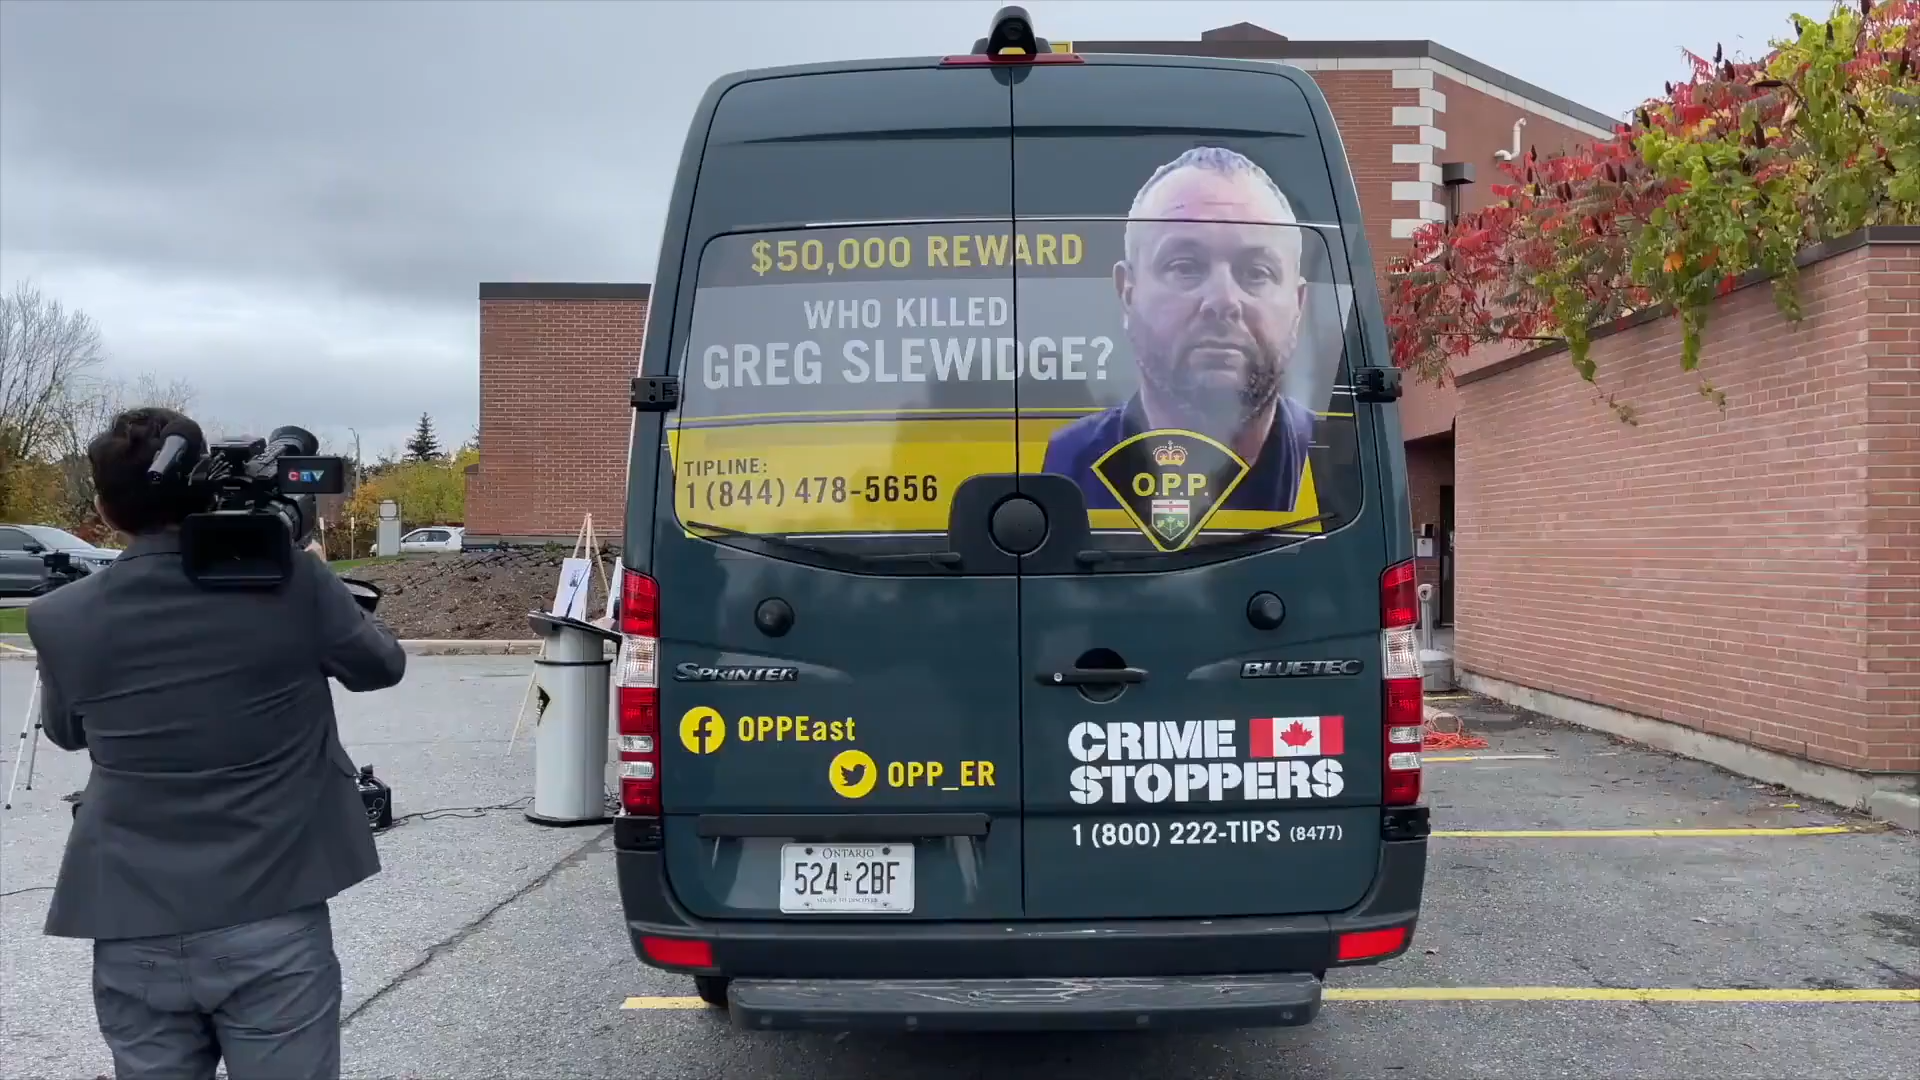 $50,000 REWARD
WHO KILLED
GREG SLEWIDGE?
TIPLINE:
1 (844) 478-5656
O.P.P.
CTV
SPRINTER
BLUETEC
OPPEast
OPP_ER
CRIME
STOPPERS
1 (800) 222-TIPS (8477)
ONTARIO
524 2BF